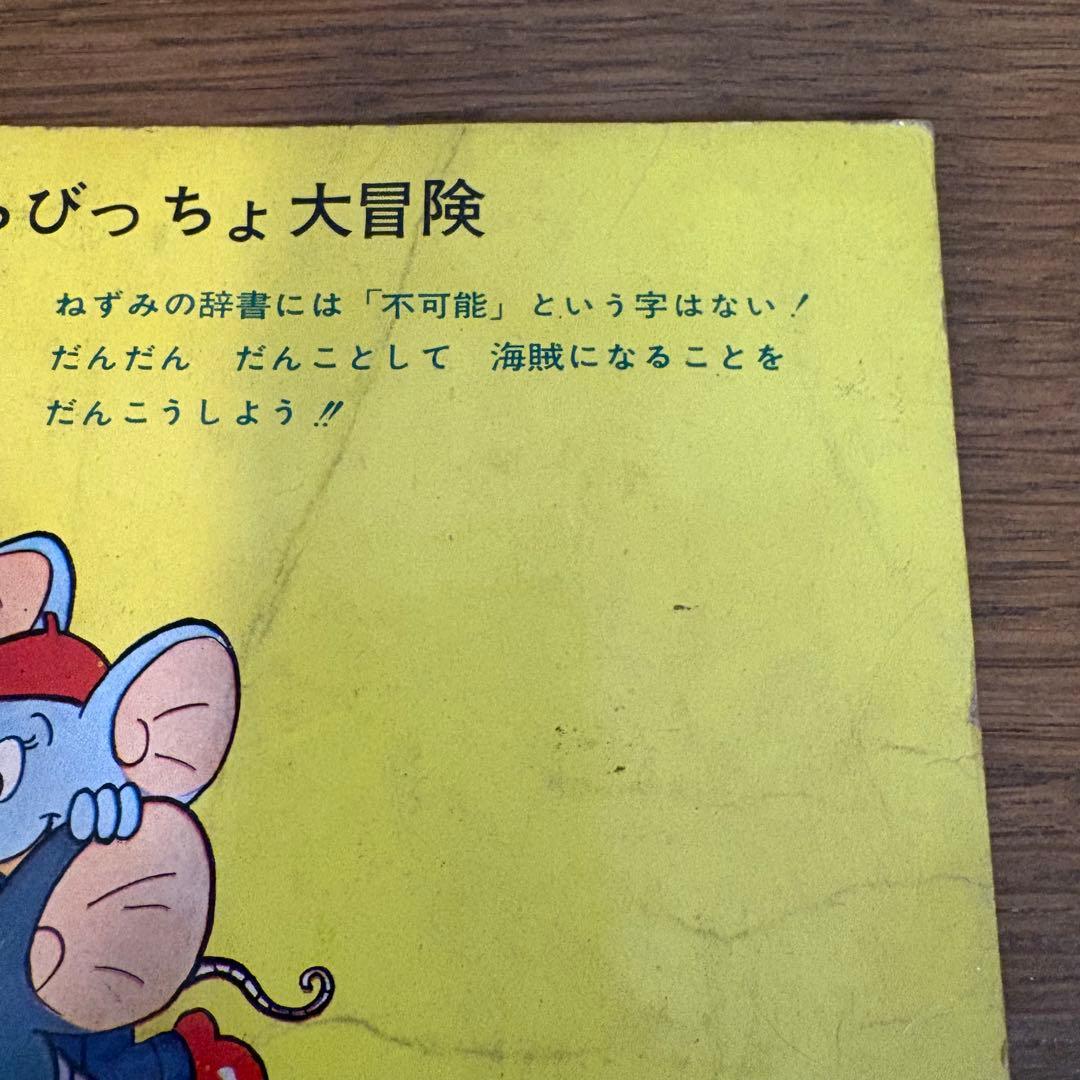 っびっちょ大冒険
ねずみの辞書には「不可能」という字はない！
だんだん　だんことして　海賊になることを
だんこうしよう!!